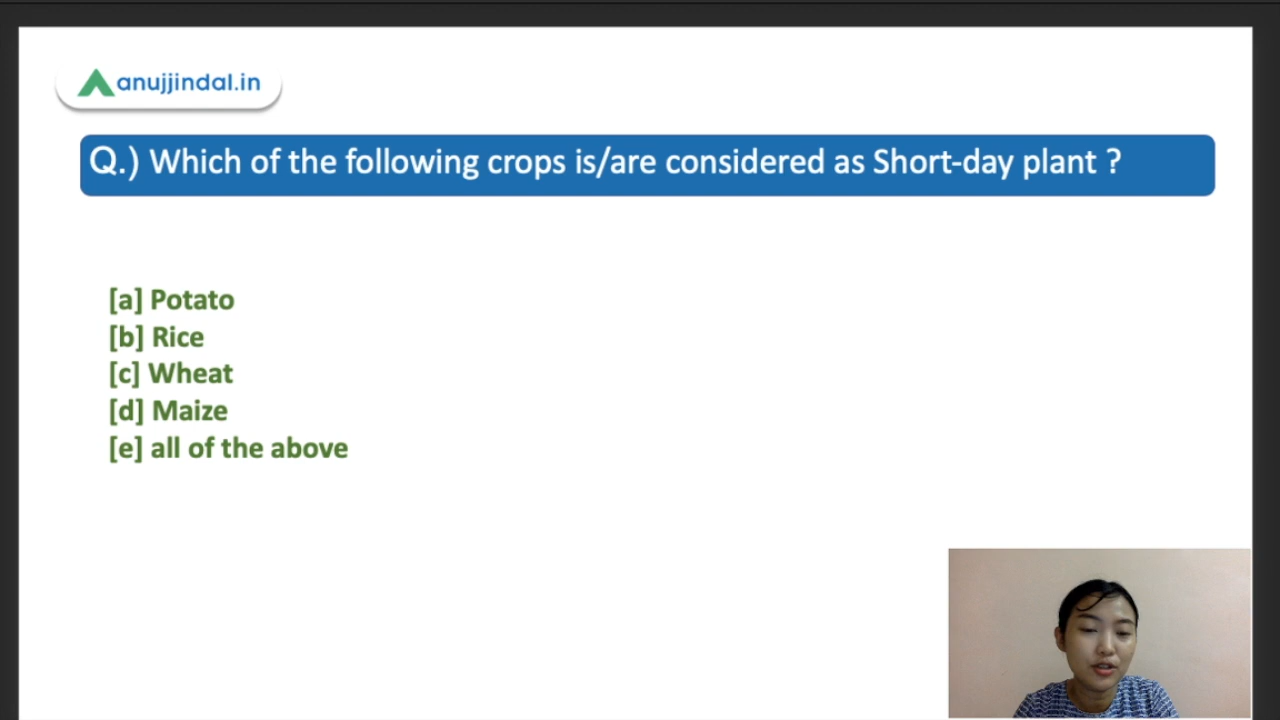 anujjindal.in
Q.) Which of the following crops is/are considered as Short-day plant ?
[a] Potato
[b] Rice
[c] Wheat
[d] Maize
[e] all of the above